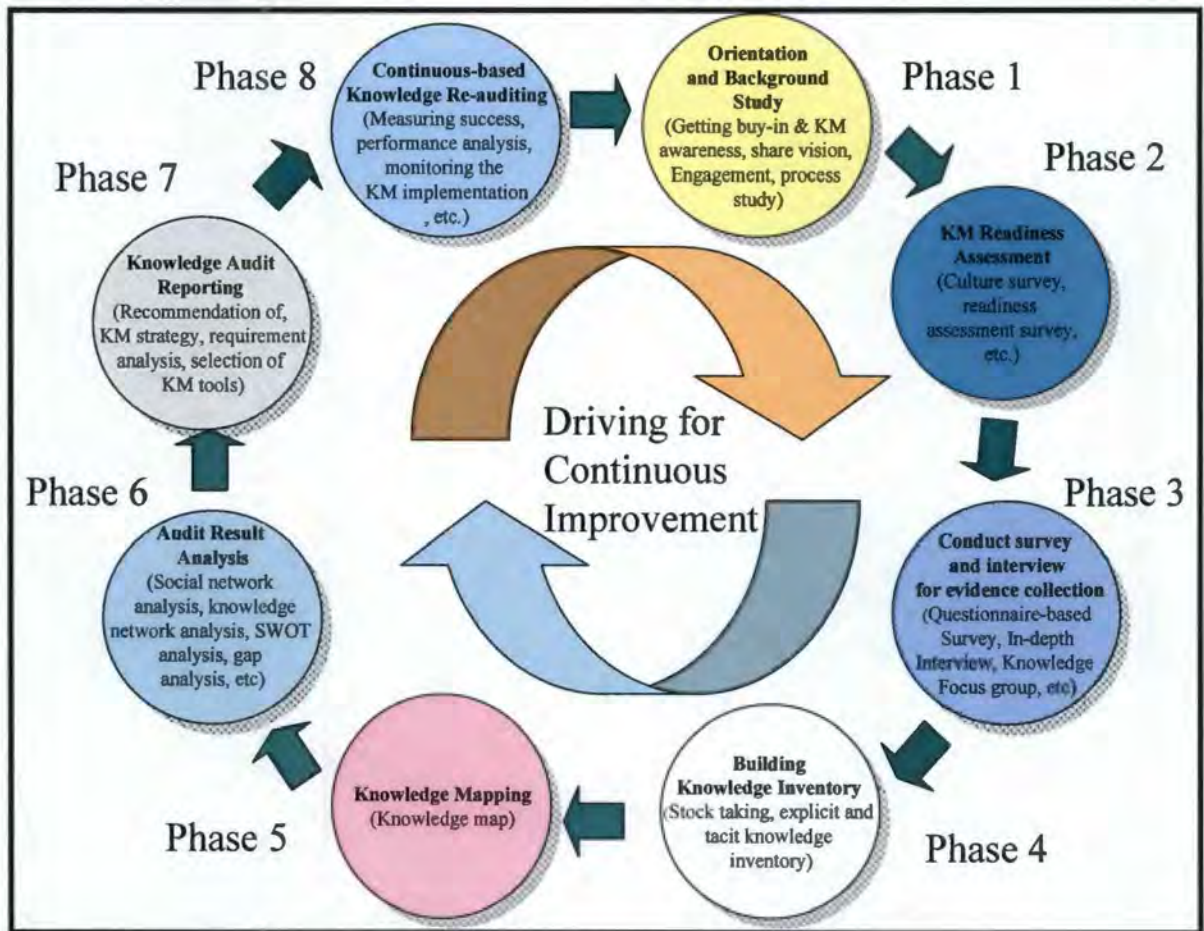 Phase 8
Continuous-based
Knowledge Re-auditing
(Measuring success,
performance analysis,
monitoring the
KM implementation
, etc.)
Orientation
and Background
Study
(Getting buy-in & KM
awareness, share vision,
Engagement, process
study)
Phase 1
Phase 2
KM Readiness
Assessment
(Culture survey,
readiness
assessment survey,
etc.)
Phase 3
Conduct survey
and interview
for evidence collection
(Questionnaire-based
Survey, In-depth
Interview, Knowledge
Focus group, etc)
Building
Knowledge Inventory
(Stock taking, explicit and
tacit knowledge
inventory)
Phase 4
Knowledge Mapping
(Knowledge map)
Phase 5
Phase 6
Audit Result
Analysis
(Social network
analysis, knowledge
network analysis, SWOT
analysis, gap
analysis, etc)
Phase 7
Knowledge Audit
Reporting
(Recommendation of,
KM strategy, requirement
analysis, selection of
KM tools)
Driving for
Continuous
Improvement